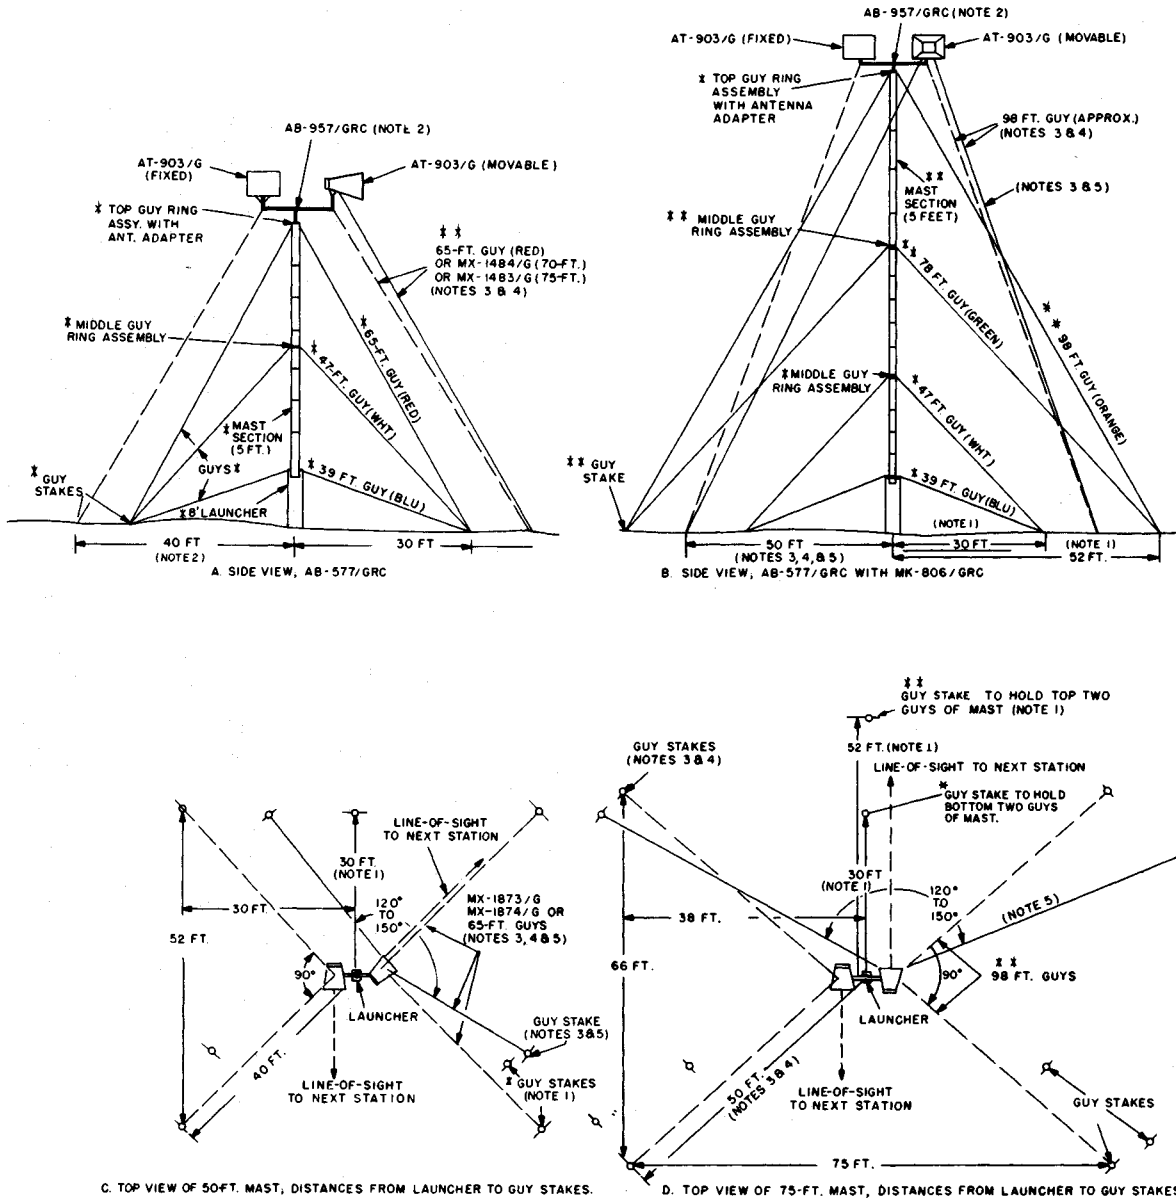 AB-957/GRC (NOTE 2)
AT-903/G (FIXED)
AT-903/G (MOVABLE)
* TOP GUY RING
ASSEMBLY
WITH ANTENNA
ADAPTER
98 FT. GUY (APPROX.)
(NOTES 3 & 4)
(NOTES 3 & 5)
**
MAST
SECTION
(5 FEET)
** MIDDLE GUY
RING ASSEMBLY
** 78 FT. GUY (GREEN)
** 98 FT. GUY (ORANGE)
* MIDDLE GUY
RING ASSEMBLY
* 47 FT. GUY (WHT)
** GUY
STAKE
* 39 FT. GUY (BLU)
(NOTE 1)
50 FT
(NOTES 3, 4, & 5)
30 FT
(NOTE 1)
52 FT.
B. SIDE VIEW, AB-577/GRC WITH MK-806/GRC
AB-957/GRC (NOTE 2)
AT-903/G
(FIXED)
AT-903/G (MOVABLE)
* TOP GUY RING
ASSY. WITH
ANT. ADAPTER
**
65-FT. GUY (RED)
OR MX-1484/G (70-FT.)
OR MX-1483/G (75-FT.)
(NOTES 3 & 4)
* MIDDLE GUY
RING ASSEMBLY
* 65-FT. GUY (RED)
* 47-FT. GUY (WHT)
* MAST
SECTION
(5 FT.)
GUYS *
* GUY
STAKES
* 8' LAUNCHER
* 39 FT. GUY (BLU)
40 FT
(NOTE 2)
30 FT
A. SIDE VIEW, AB-577/GRC
LINE-OF-SIGHT
TO NEXT STATION
30 FT.
(NOTE 1)
30 FT.
120°
TO
150°
MX-1873/G
MX-1874/G OR
65-FT. GUYS
(NOTES 3, 4 & 5)
52 FT.
90°
LAUNCHER
GUY STAKE
(NOTES 3 & 5)
40 FT.
LINE-OF-SIGHT
TO NEXT STATION
* GUY STAKES
(NOTE 1)
C. TOP VIEW OF 50-FT. MAST, DISTANCES FROM LAUNCHER TO GUY STAKES.
**
GUY STAKE TO HOLD TOP TWO
GUYS OF MAST (NOTE 1)
GUY STAKES
(NOTES 3 & 4)
52 FT. (NOTE 1)
LINE-OF-SIGHT TO NEXT STATION
*
GUY STAKE TO HOLD
BOTTOM TWO GUYS
OF MAST.
30 FT
(NOTE 1)
120°
TO
150°
(NOTE 5)
38 FT.
66 FT.
90°
**
98 FT. GUYS
LAUNCHER
50 FT.
(NOTES 3 & 4)
LINE-OF-SIGHT
TO NEXT STATION
GUY STAKES
75 FT.
D. TOP VIEW OF 75-FT. MAST, DISTANCES FROM LAUNCHER TO GUY STAKES